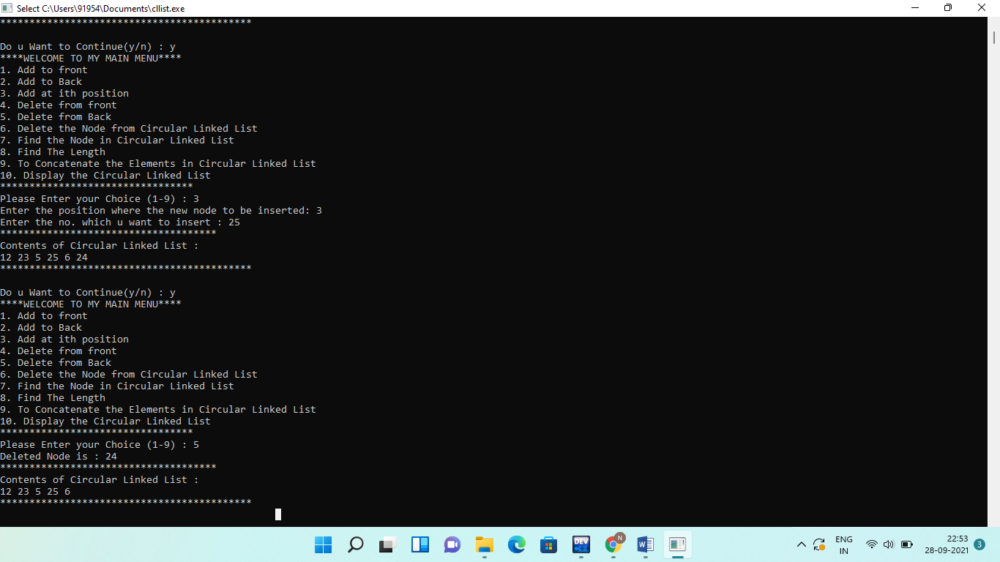 Select C:\Users\91954\Documents\cllist.exe
*******************************************
Do u Want to Continue(y/n) : y
****WELCOME TO MY MAIN MENU****
1. Add to front
2. Add to Back
3. Add at ith position
4. Delete from front
5. Delete from Back
6. Delete the Node from Circular Linked List
7. Find the Node in Circular Linked List
8. Find The Length
9. To Concatenate the Elements in Circular Linked List
10. Display the Circular Linked List
*********************************
Please Enter your Choice (1-9) : 3
Enter the position where the new node to be inserted: 3
Enter the no. which u want to insert : 25
*************************************
Contents of Circular Linked List :
12 23 5 25 6 24
*******************************************
Do u Want to Continue(y/n) : y
****WELCOME TO MY MAIN MENU****
1. Add to front
2. Add to Back
3. Add at ith position
4. Delete from front
5. Delete from Back
6. Delete the Node from Circular Linked List
7. Find the Node in Circular Linked List
8. Find The Length
9. To Concatenate the Elements in Circular Linked List
10. Display the Circular Linked List
*********************************
Please Enter your Choice (1-9) : 5
Deleted Node is : 24
*************************************
Contents of Circular Linked List :
12 23 5 25 6
*******************************************
DEV
N
W
ENG
IN
22:53
28-09-2021
3